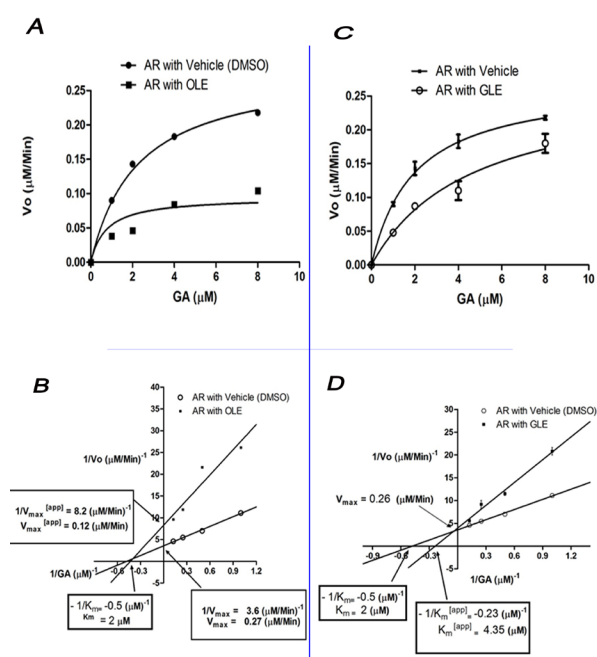 A
AR with Vehicle (DMSO)
AR with OLE
Vo (µM/Min)
0.25
0.20
0.15
0.10
0.05
0.00
0
2
4
6
8
10
GA (µM)
C
AR with Vehicle
AR with GLE
Vo (µM/Min)
0.25
0.20
0.15
0.10
0.05
0.00
0
2
4
6
8
10
GA (µM)
B
AR with Vehicle (DMSO)
AR with OLE
40
35
30
25
20
15
10
5
-5
1/Vo (µM/Min)-1
1/Vmax [app] = 8.2 (µM/Min)-1
Vmax [app] = 0.12 (µM/Min)
-0.6
-0.3
0.3
0.6
0.9
1.2
1/GA (µM)-1
- 1/Km= -0.5 (µM)-1
Km = 2 µM
1/Vmax = 3.6 (µM/Min)-1
Vmax = 0.27 (µM/Min)
D
AR with Vehicle (DMSO)
AR with GLE
30
25
20
15
10
5
-5
1/Vo (µM/Min)-1
Vmax = 0.26 (µM/Min)
-0.9
-0.6
-0.3
0.3
0.6
0.9
1.2
1/GA (µM)-1
- 1/Km= -0.5 (µM)-1
Km = 2 (µM)
- 1/Km[app]= -0.23 (µM)-1
Km[app] = 4.35 (µM)